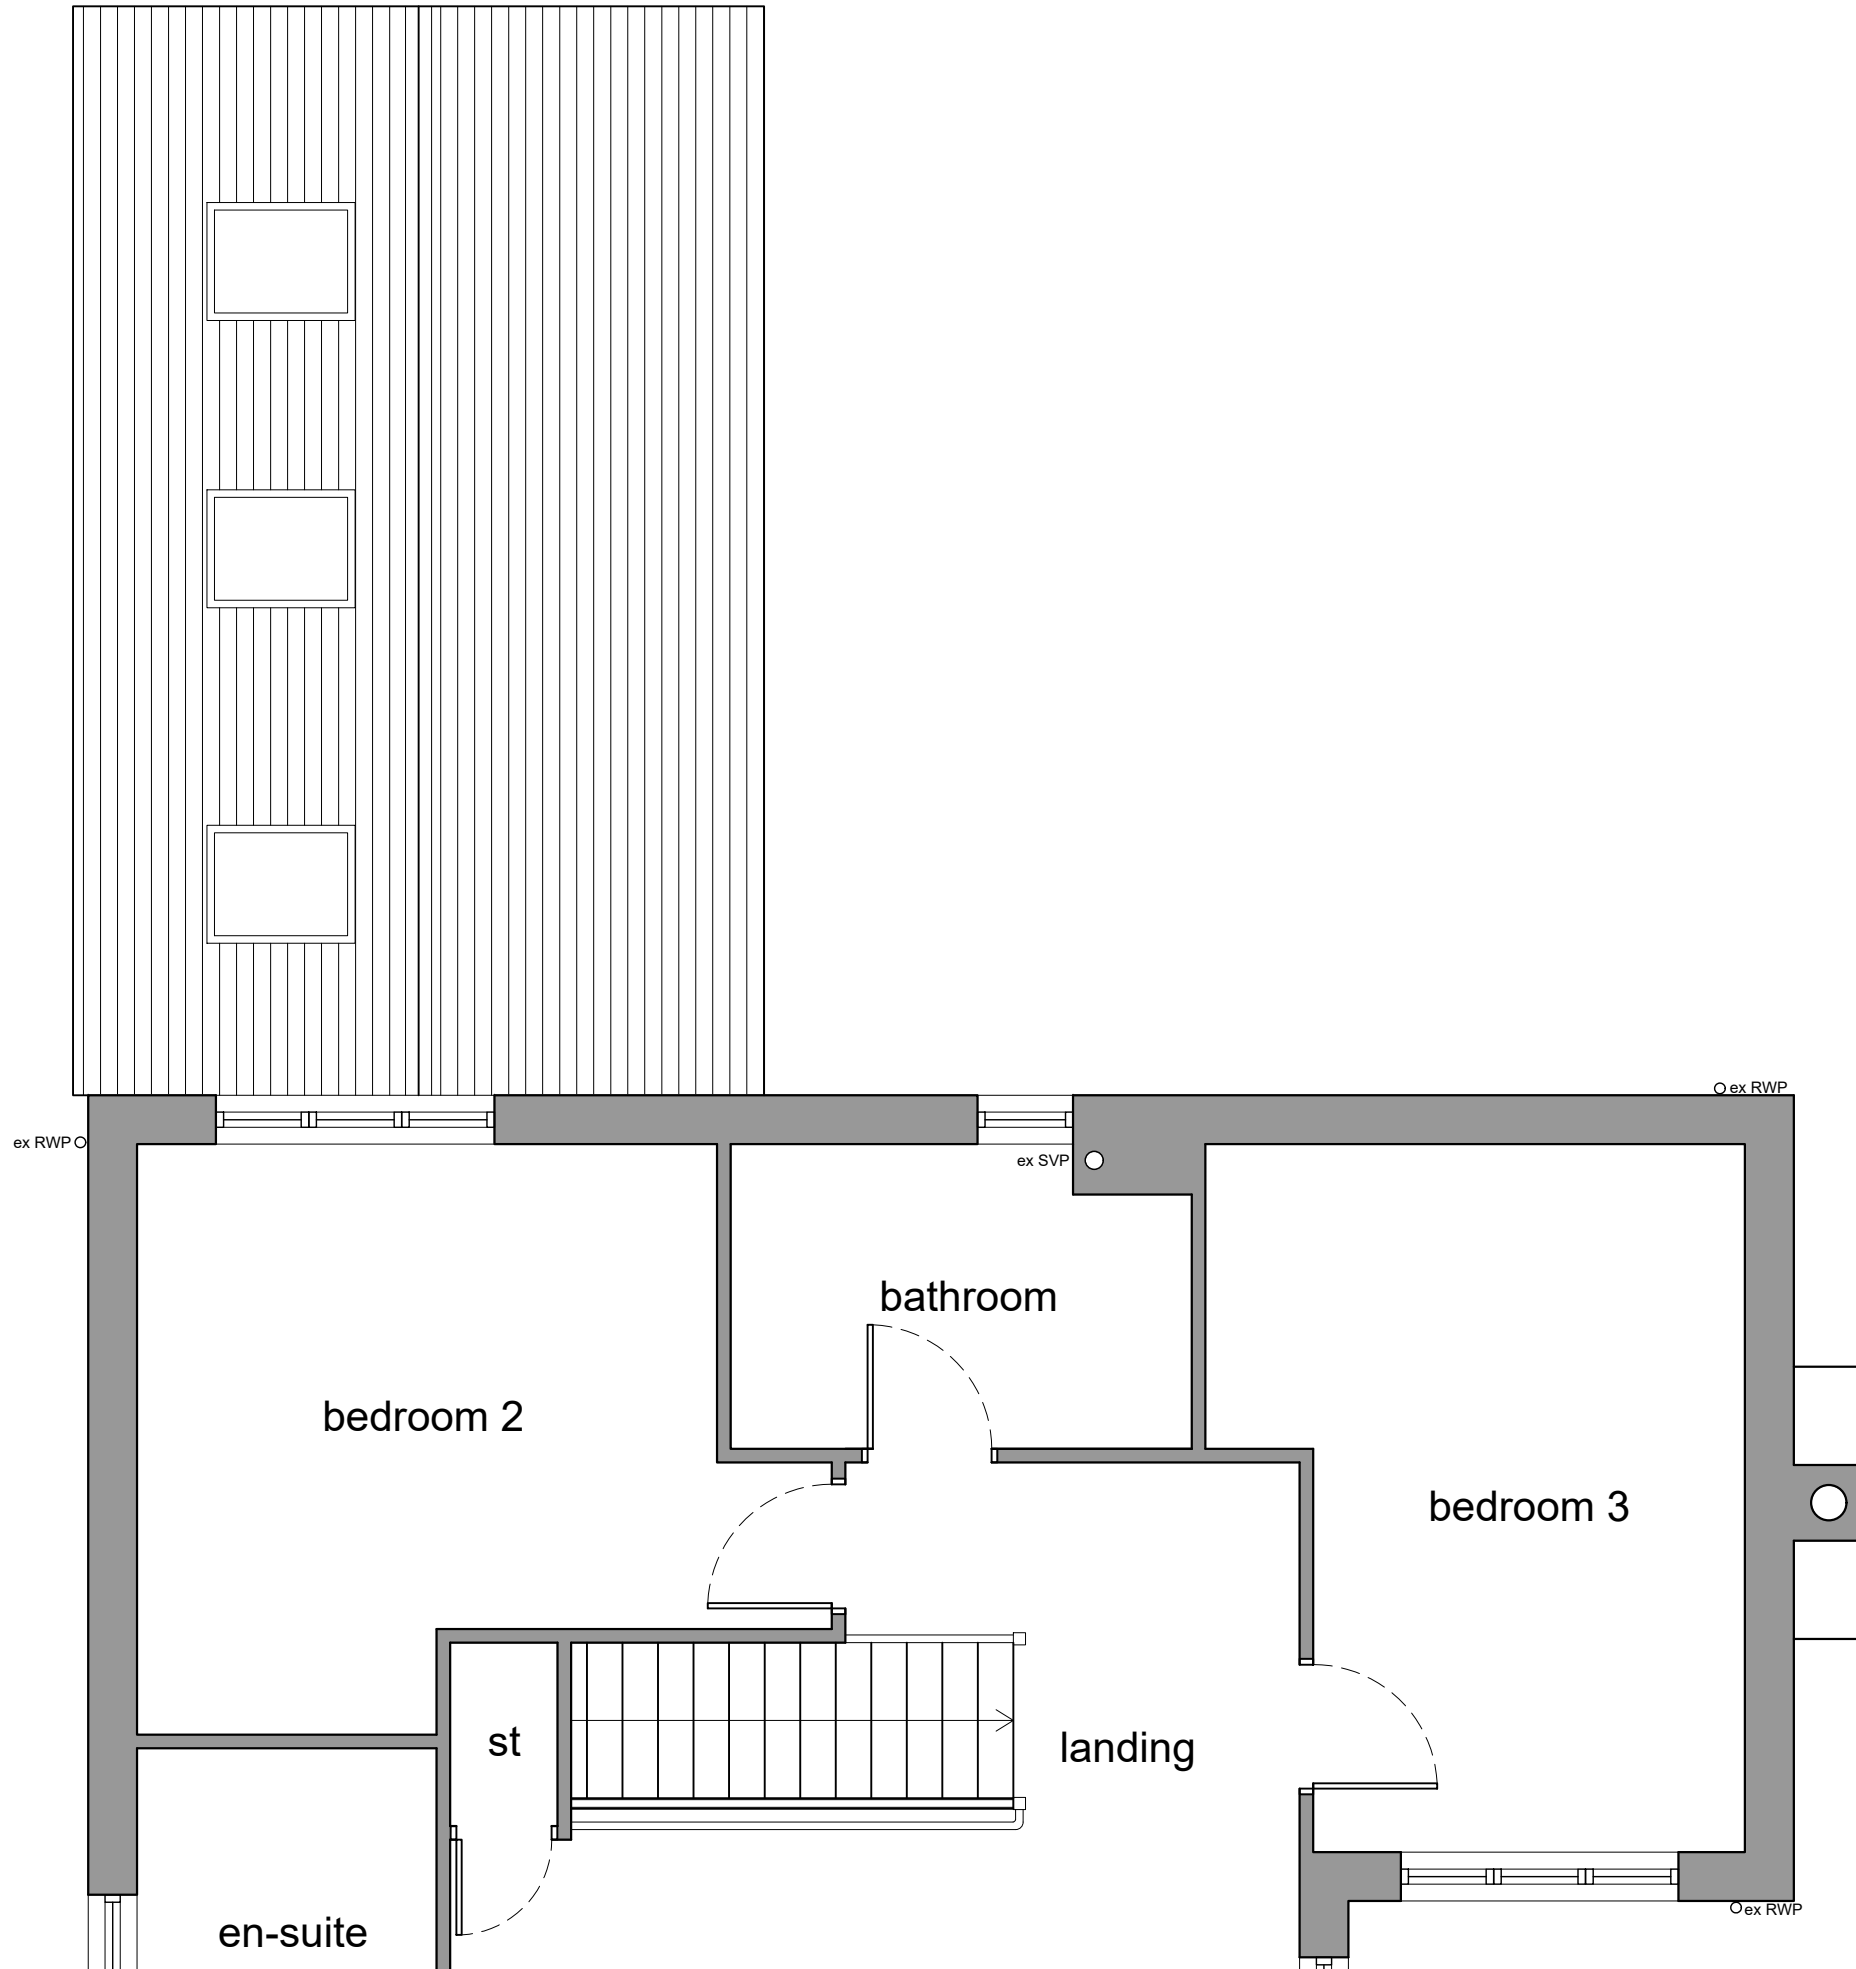 ex RWP
ex RWP
ex SVP
bathroom
bedroom 2
bedroom 3
st
landing
ex RWP
en-suite